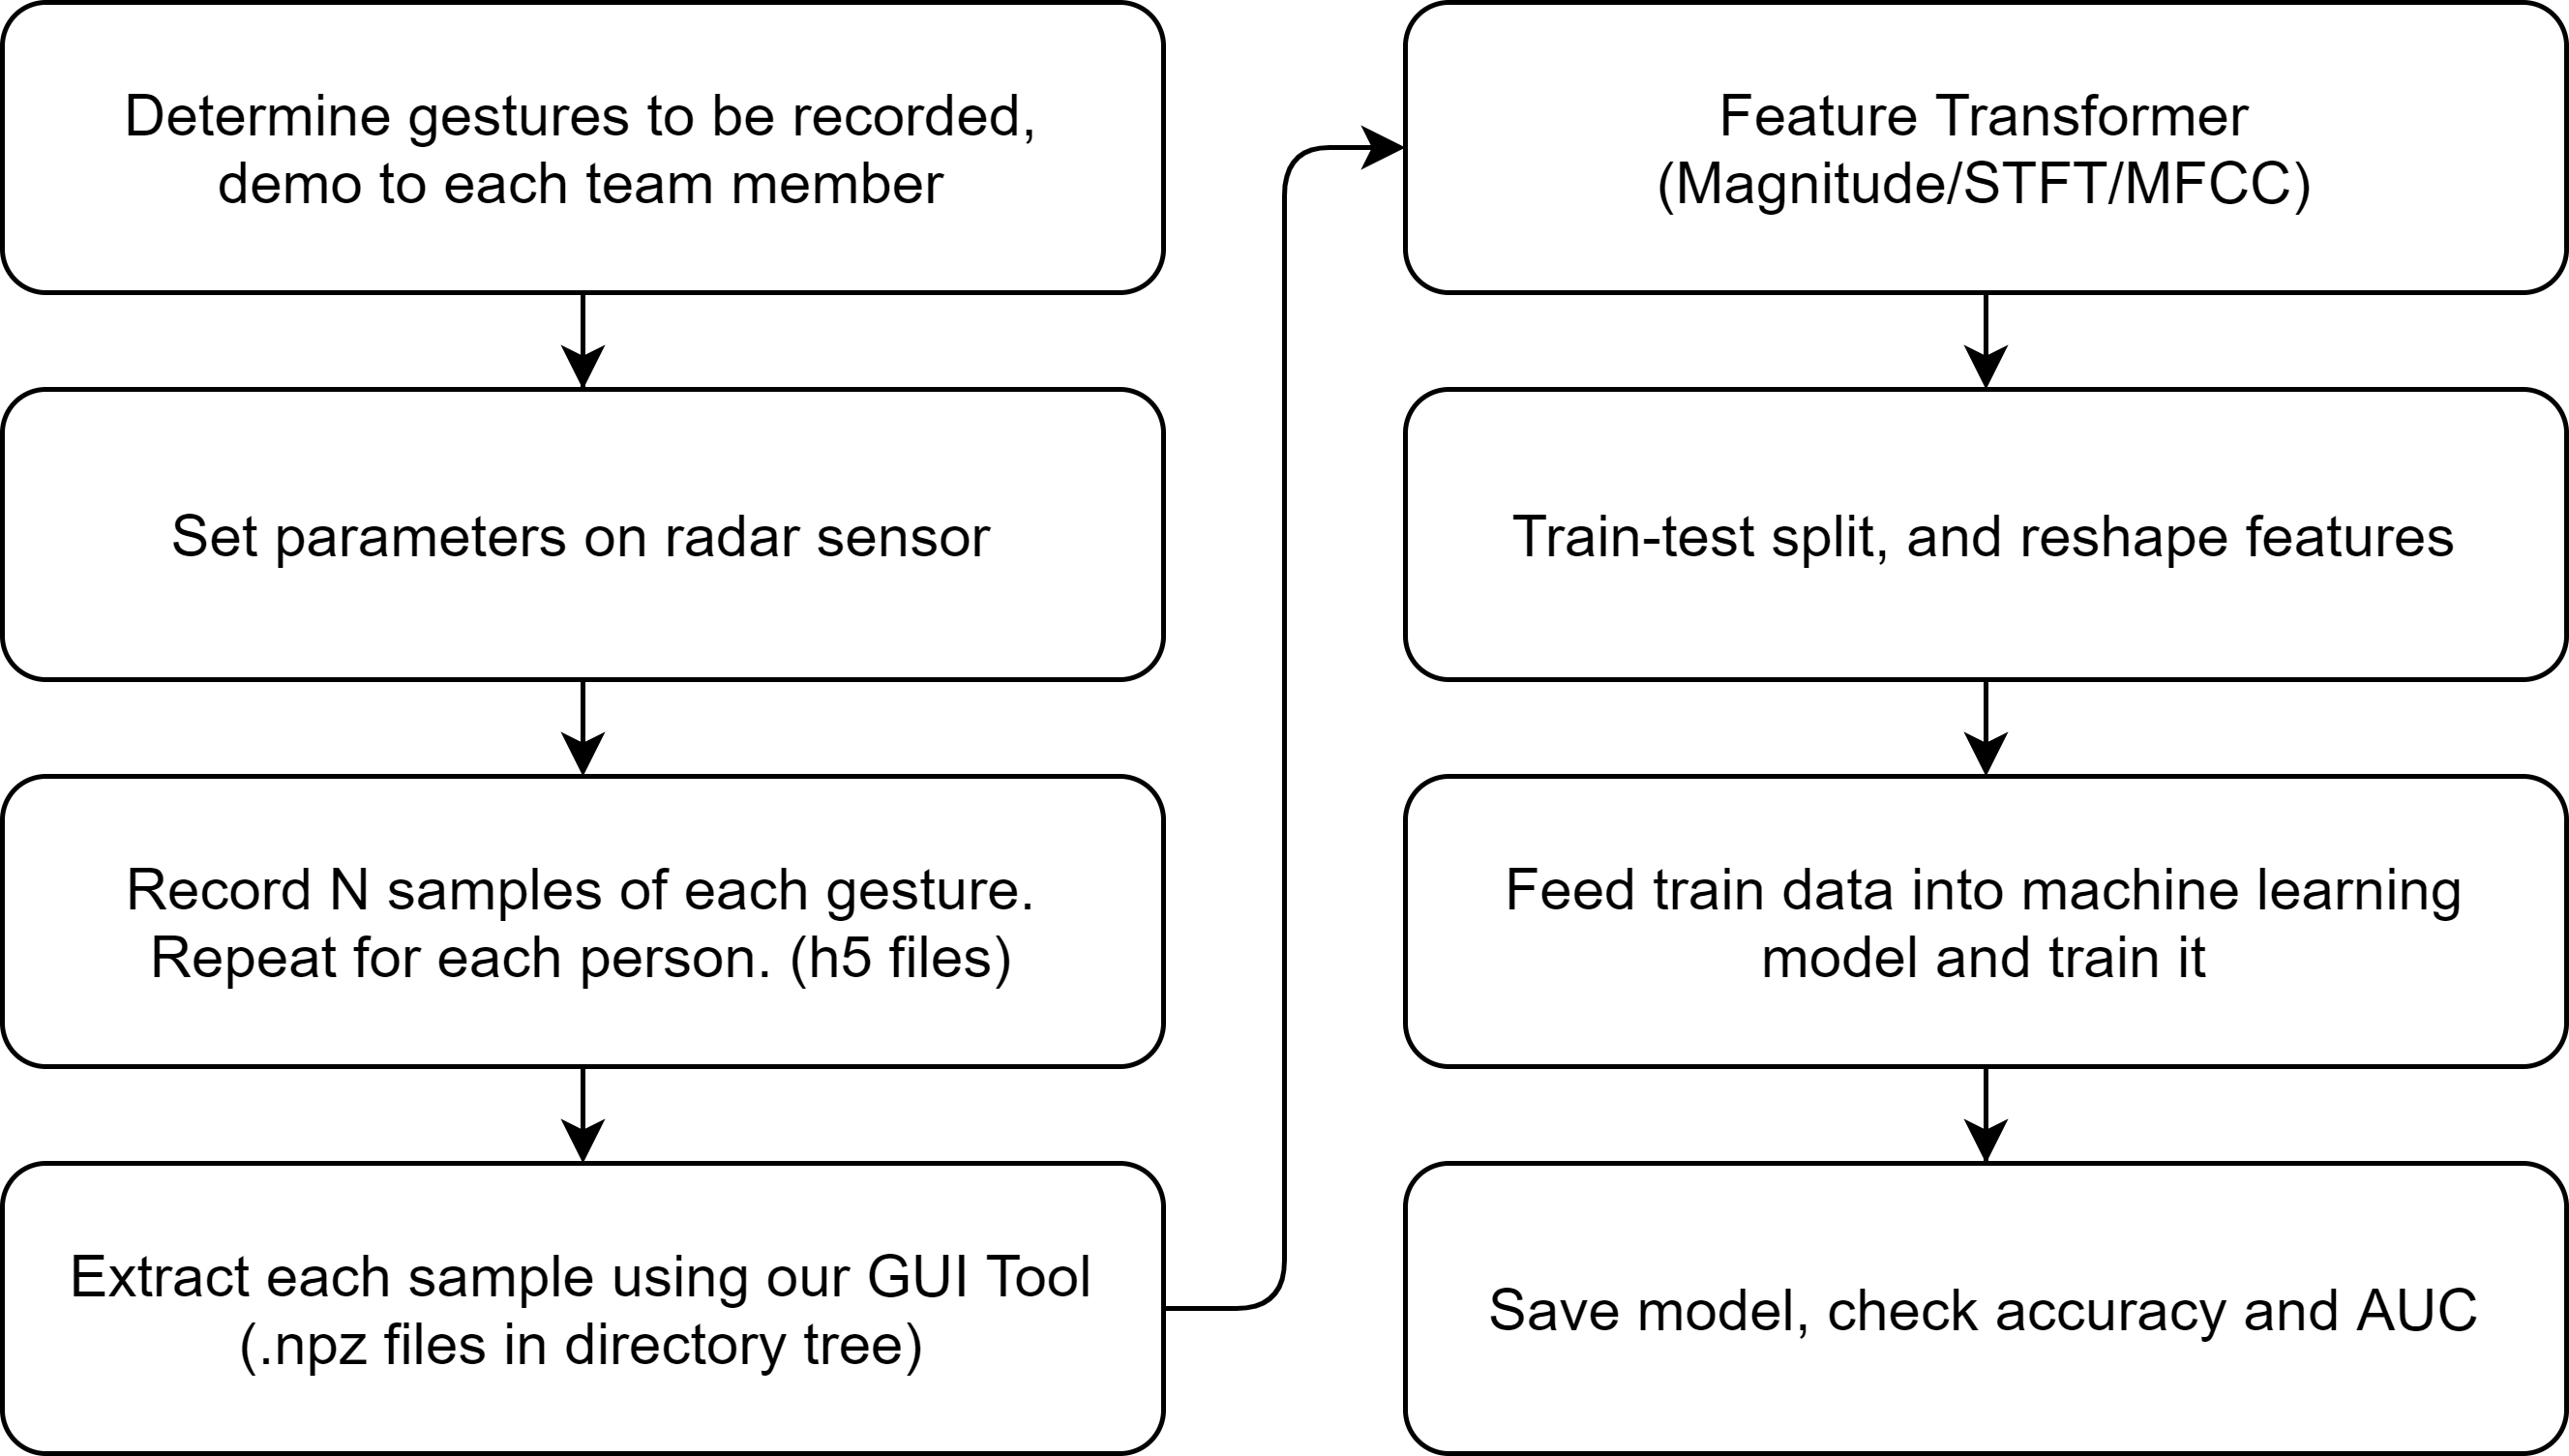 Determine gestures to be recorded,
demo to each team member
Set parameters on radar sensor
Record N samples of each gesture.
Repeat for each person. (h5 files)
Extract each sample using our GUI Tool
(.npz files in directory tree)
Feature Transformer
(Magnitude/STFT/MFCC)
Train-test split, and reshape features
Feed train data into machine learning
model and train it
Save model, check accuracy and AUC